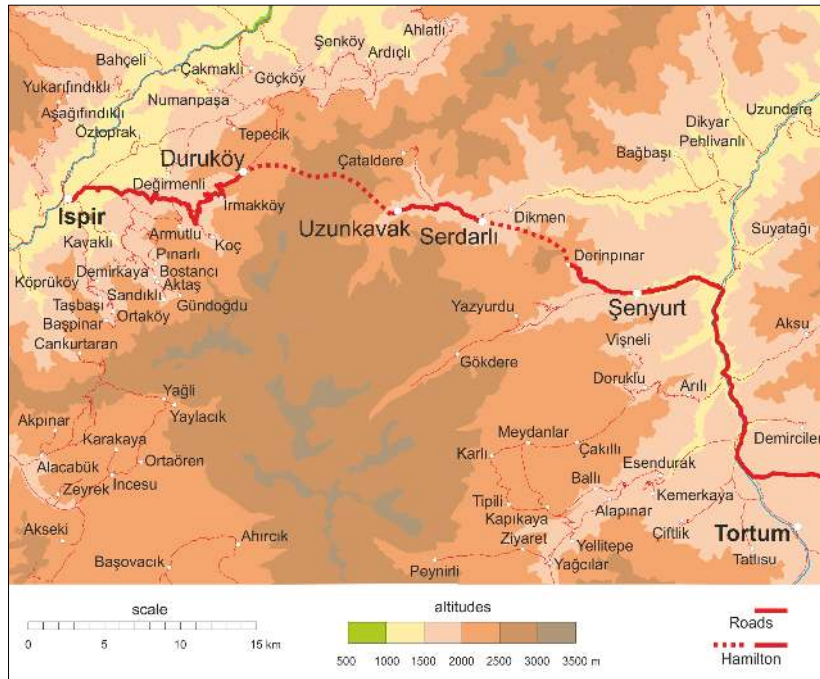 Ahlatlı
Şenköy
Ardıçlı
Bahçeli
Çakmaklı
Göçköy
Yukarıfındıklı
Numanpaşa
Aşağıfındıklı
Öztoprak
Tepecik
Uzundere
Dikyar
Pehlivanlı
Bağbaşı
Duruköy
Çataldere
Değirmenli
İspir
Irmakköy
Uzunkavak
Serdarlı
Dikmen
Suyatağı
Kavaklı
Armutlu
Koç
Pınarlı
Derinpınar
Köprüköy
Demirkaya
Bostancı
Aktaş
Taşbaşı
Sandıklı
Gündoğdu
Başpinar
Ortaköy
Cankurtaran
Yazyurdu
Şenyurt
Gökdere
Vişneli
Aksu
Doruklu
Arılı
Yağli
Yaylacık
Akpınar
Karakaya
Meydanlar
Demirciler
Alacabük
Ortaören
Karlı
Çakıllı
Esendurak
Zeyrek
İncesu
Ballı
Kemerkaya
Tipili
Kapıkaya
Alapınar
Akseki
Ahırcık
Ziyaret
Çiftlik
Tortum
Başovacık
Yellitepe
Tatlısu
Peynirli
Yağcılar
scale
0 5 10 15 km
altitudes
500 1000 1500 2000 2500 3000 3500 m
Roads
Hamilton